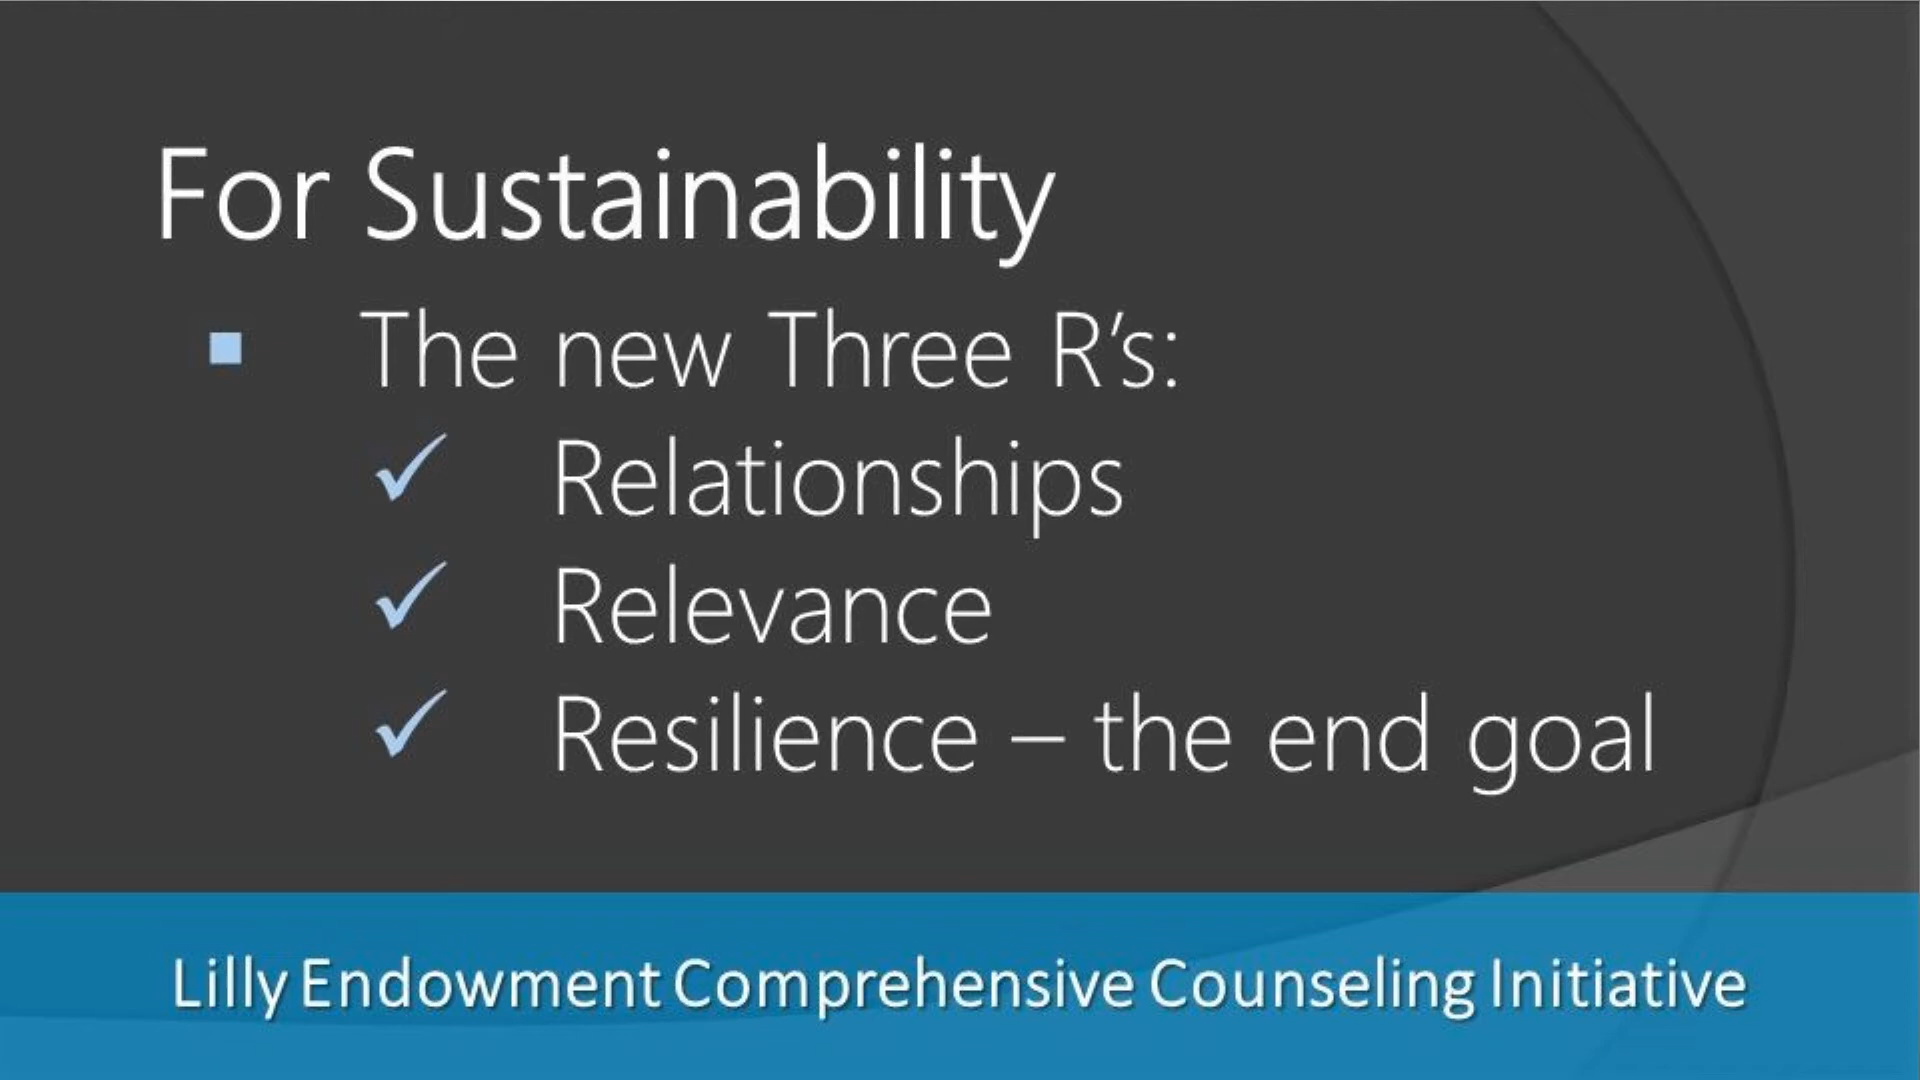 For Sustainability
The new Three R’s:
Relationships
Relevance
Resilience – the end goal
Lilly Endowment Comprehensive Counseling Initiative